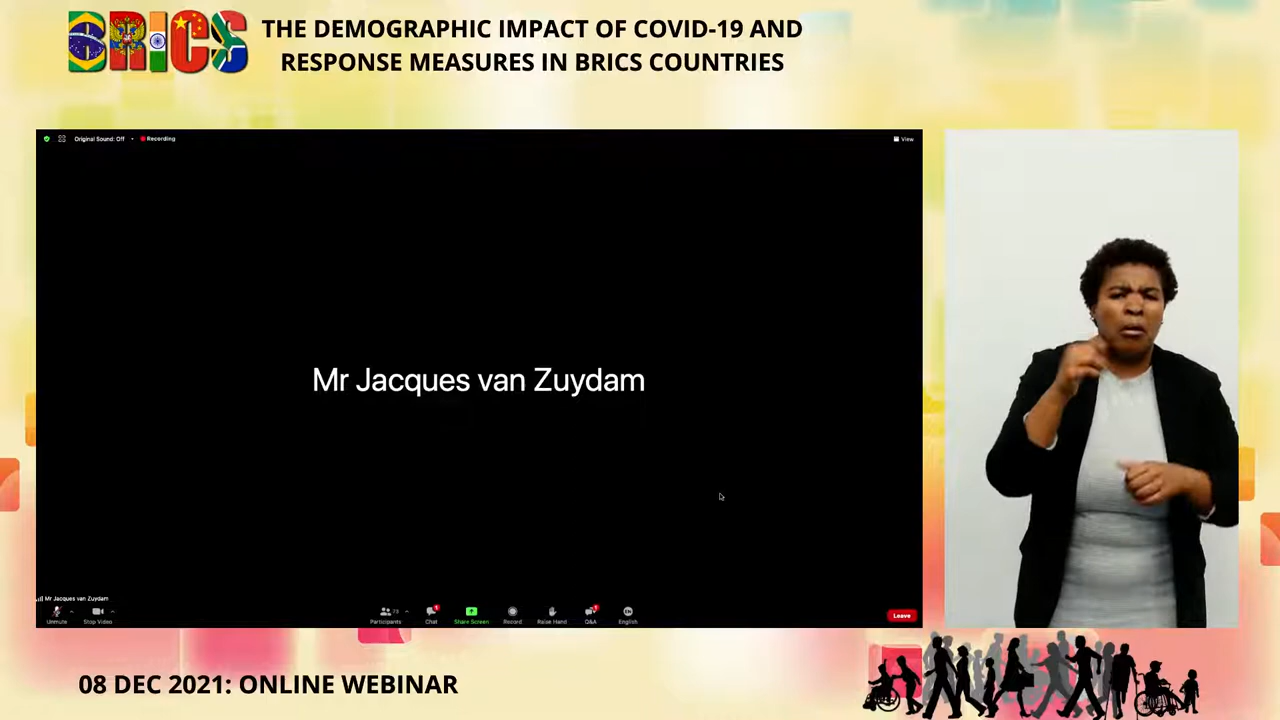 BRICS
THE DEMOGRAPHIC IMPACT OF COVID-19 AND
RESPONSE MEASURES IN BRICS COUNTRIES
Original Sound: Off
Recording
View
Mr Jacques van Zuydam
Mr Jacques van Zuydam
Unmute
Stop Video
Participants
73
Chat
Share Screen
Record
Raise Hand
Q&A
English
Leave
08 DEC 2021: ONLINE WEBINAR